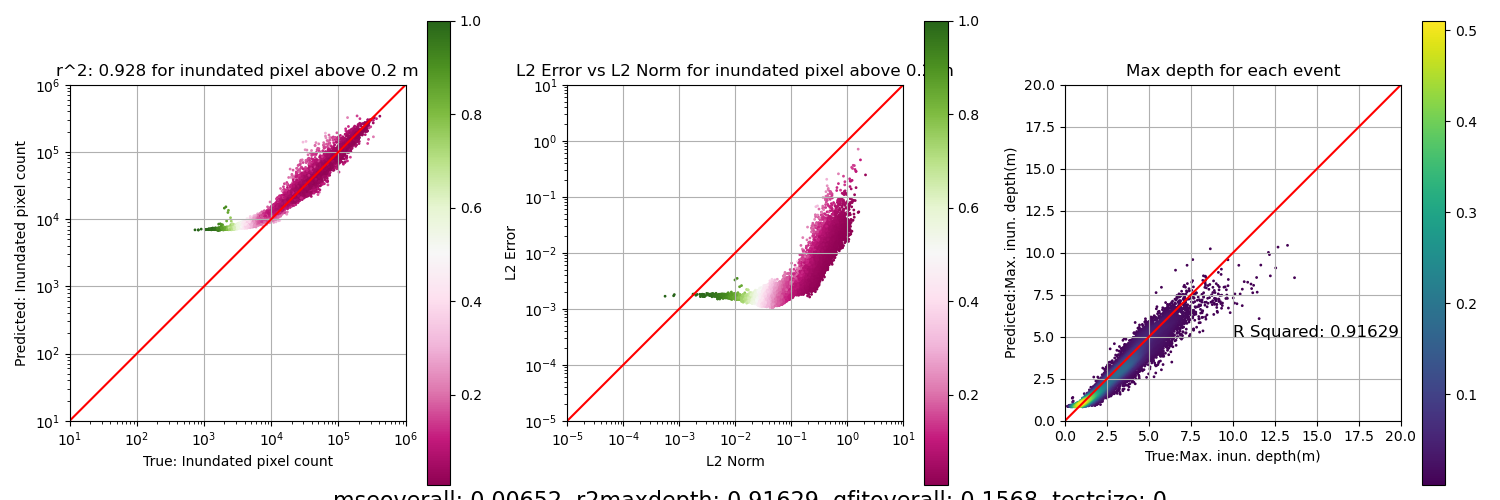 r^2: 0.928 for inundated pixel above 0.2 m
Predicted: Inundated pixel count
10^6
10^5
10^4
10^3
10^2
10^1
10^1 10^2 10^3 10^4 10^5 10^6
True: Inundated pixel count
1.0
0.8
0.6
0.4
0.2
L2 Error vs L2 Norm for inundated pixel above
L2 Error
10^1
10^0
10^−1
10^−2
10^−3
10^−4
10^−5
10^−5 10^−4 10^−3 10^−2 10^−1 10^0 10^1
L2 Norm
1.0
0.8
0.6
0.4
0.2
Max depth for each event
Predicted:Max. inun. depth(m)
20.0
17.5
15.0
12.5
10.0
7.5
5.0
2.5
0.0
R Squared: 0.91629
0.0 2.5 5.0 7.5 10.0 12.5 15.0 17.5 20.0
True:Max. inun. depth(m)
0.5
0.4
0.3
0.2
0.1
mseoverall: 0.00652, r2maxdepth: 0.91629, gfitoverall: 0.1568, testsize: 0